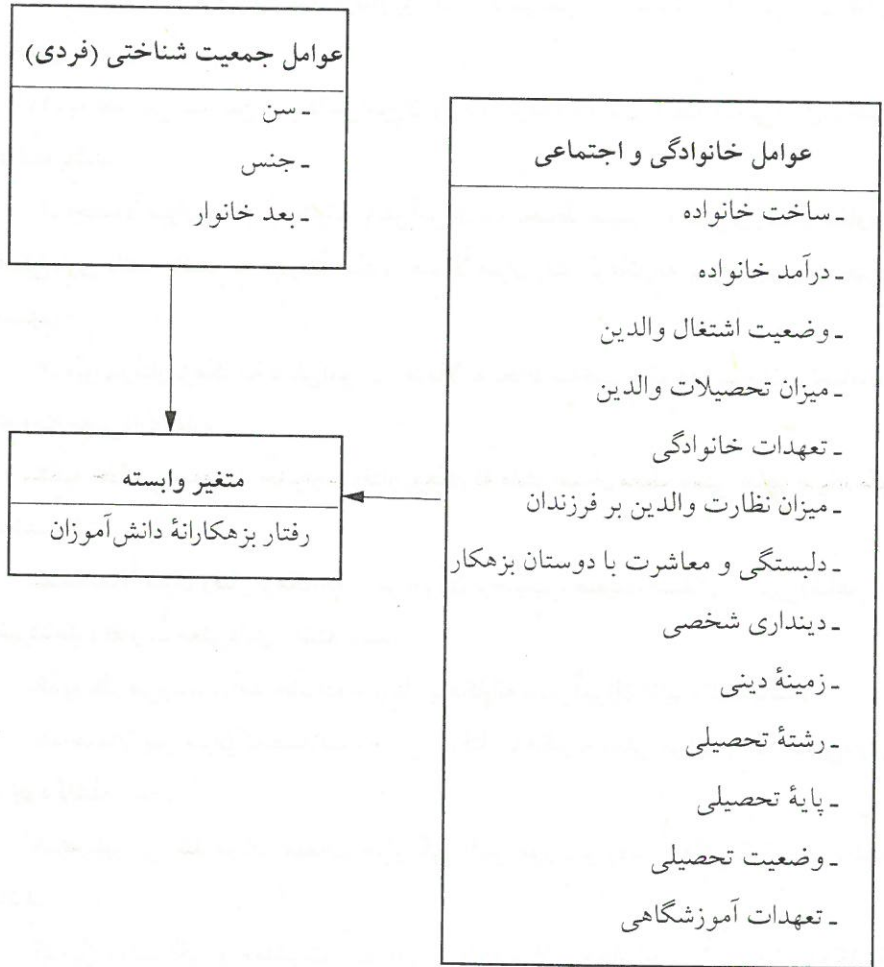 عوامل جمعیت شناختی (فردی)
ـ سن
ـ جنس
ـ بعد خانوار
عوامل خانوادگی و اجتماعی
ـ ساخت خانواده
ـ درآمد خانواده
ـ وضعیت اشتغال والدین
ـ میزان تحصیلات والدین
ـ تعهدات خانوادگی
ـ میزان نظارت والدین بر فرزندان
ـ دلبستگی و معاشرت با دوستان بزهکار
ـ دینداری شخصی
ـ زمینهٔ دینی
ـ رشتهٔ تحصیلی
ـ پایهٔ تحصیلی
ـ وضعیت تحصیلی
ـ تعهدات آموزشگاهی
متغیر وابسته
رفتار بزهکارانهٔ دانش‌آموزان